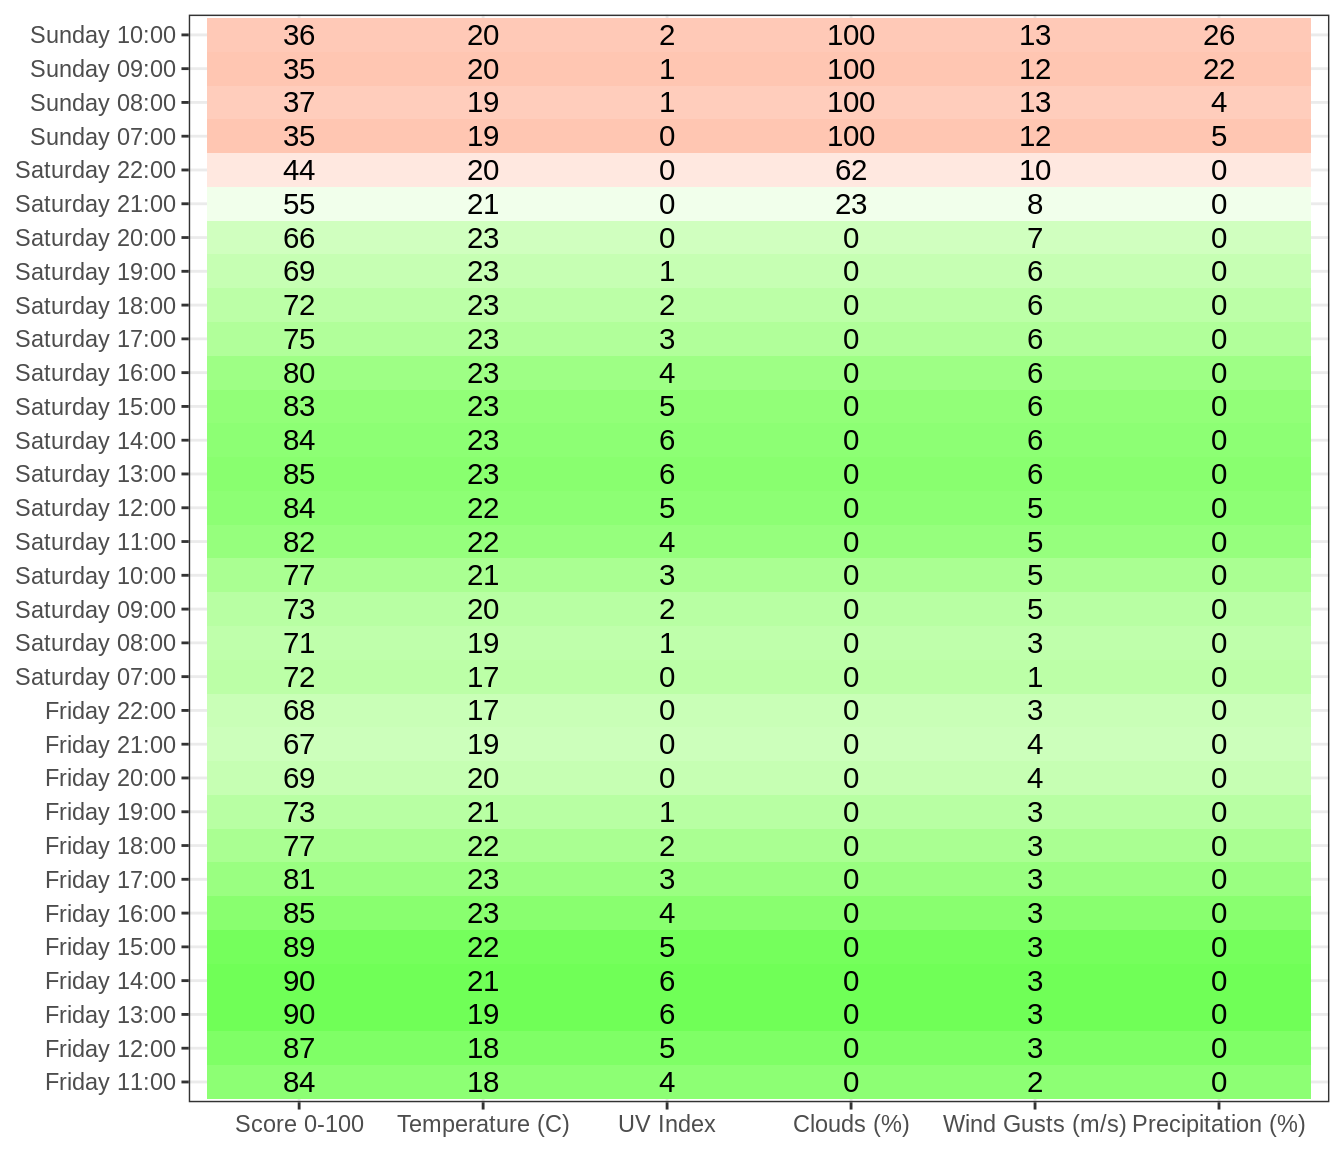 Sunday 10:00 36 20 2 100 13 26
Sunday 09:00 35 20 1 100 12 22
Sunday 08:00 37 19 1 100 13 4
Sunday 07:00 35 19 0 100 12 5
Saturday 22:00 44 20 0 62 10 0
Saturday 21:00 55 21 0 23 8 0
Saturday 20:00 66 23 0 0 7 0
Saturday 19:00 69 23 1 0 6 0
Saturday 18:00 72 23 2 0 6 0
Saturday 17:00 75 23 3 0 6 0
Saturday 16:00 80 23 4 0 6 0
Saturday 15:00 83 23 5 0 6 0
Saturday 14:00 84 23 6 0 6 0
Saturday 13:00 85 23 6 0 6 0
Saturday 12:00 84 22 5 0 5 0
Saturday 11:00 82 22 4 0 5 0
Saturday 10:00 77 21 3 0 5 0
Saturday 09:00 73 20 2 0 5 0
Saturday 08:00 71 19 1 0 3 0
Saturday 07:00 72 17 0 0 1 0
Friday 22:00 68 17 0 0 3 0
Friday 21:00 67 19 0 0 4 0
Friday 20:00 69 20 0 0 4 0
Friday 19:00 73 21 1 0 3 0
Friday 18:00 77 22 2 0 3 0
Friday 17:00 81 23 3 0 3 0
Friday 16:00 85 23 4 0 3 0
Friday 15:00 89 22 5 0 3 0
Friday 14:00 90 21 6 0 3 0
Friday 13:00 90 19 6 0 3 0
Friday 12:00 87 18 5 0 3 0
Friday 11:00 84 18 4 0 2 0
Score 0-100 Temperature (C) UV Index Clouds (%) Wind Gusts (m/s) Precipitation (%)